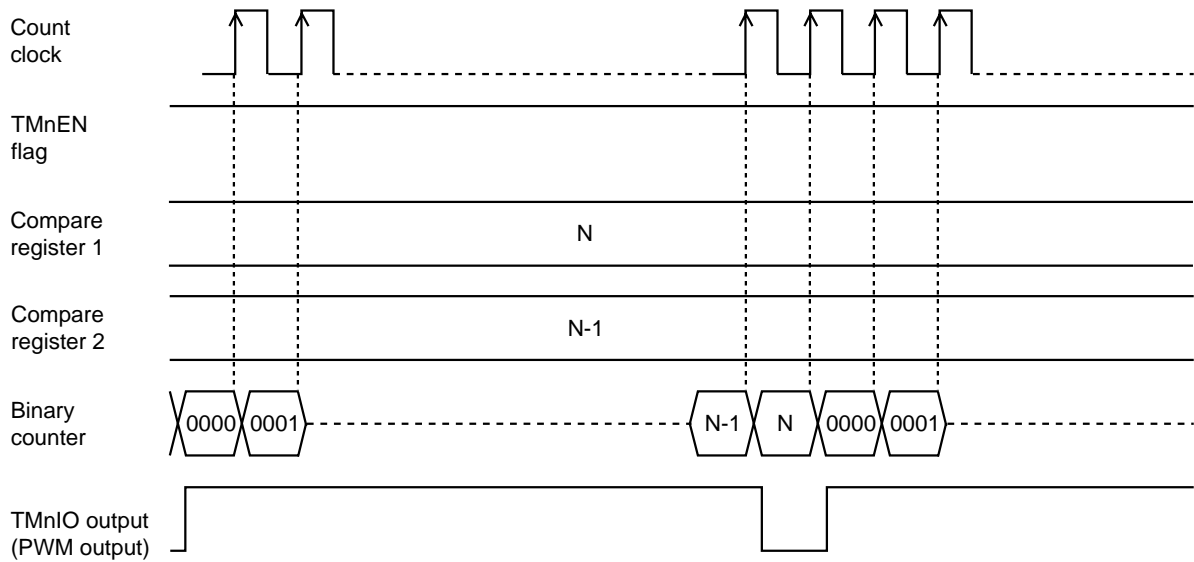 Count
clock
TMnEN
flag
Compare
register 1
N
Compare
register 2
N-1
Binary
counter
0000 0001 N-1 N 0000 0001
TMnIO output
(PWM output)